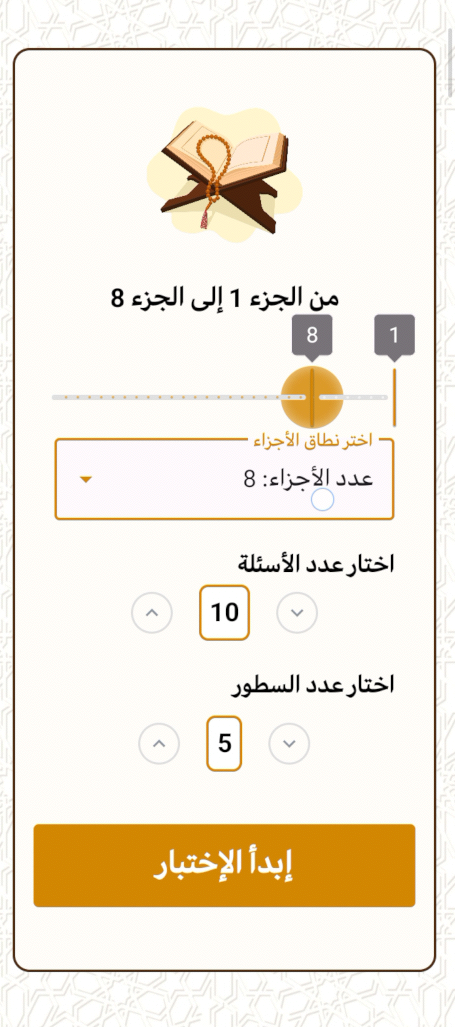 من الجزء 1 إلى الجزء 8
1
8
اختر نطاق الأجزاء
عدد الأجزاء: 8
اختار عدد الأسئلة
10
اختار عدد السطور
5
إبدأ الإختبار